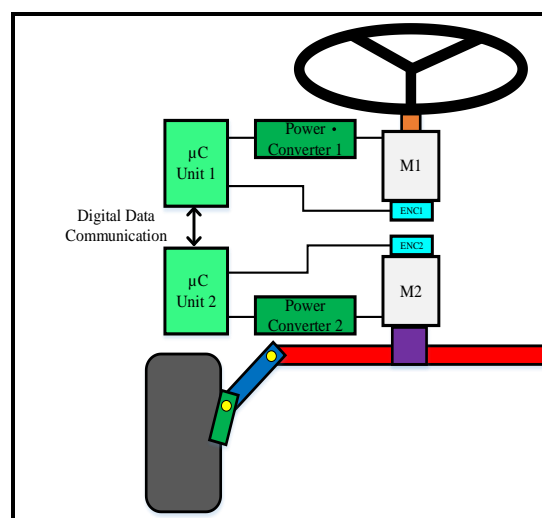 Power •
Converter 1
µC
Unit 1
M1
ENC1
Digital Data
Communication
ENC2
µC
Unit 2
M2
Power
Converter 2